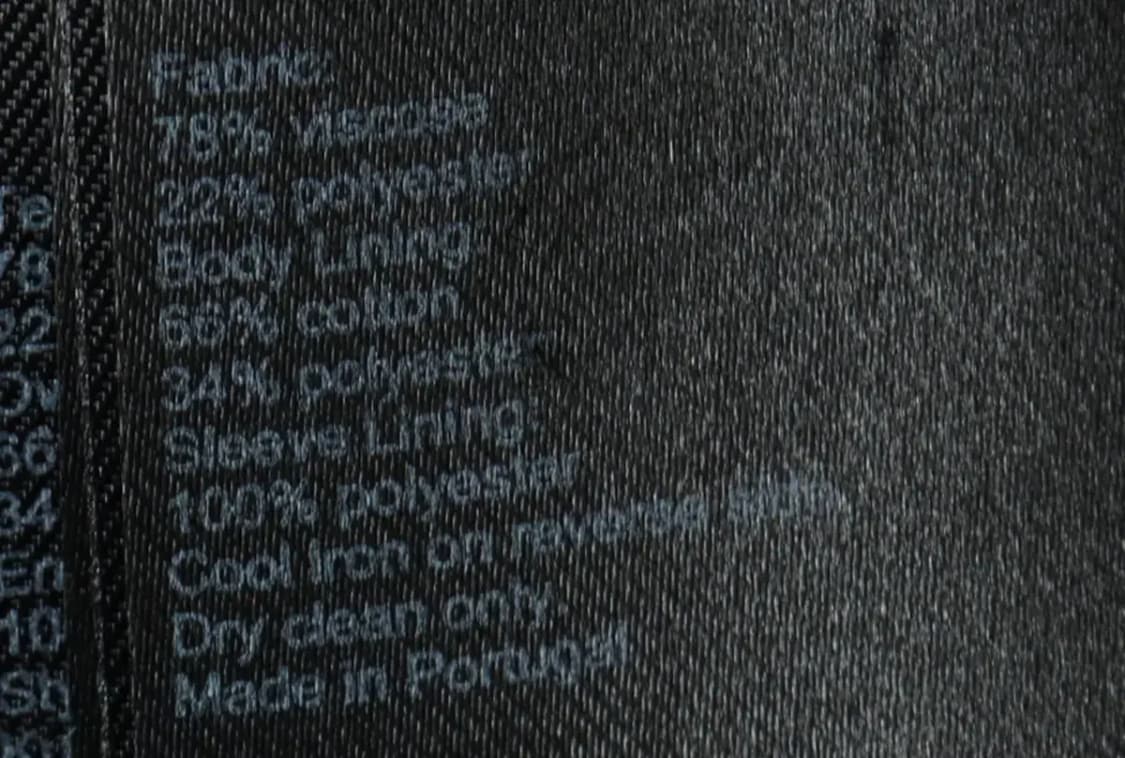 Fabric:
78% viscose
22% polyester
Body Lining:
66% cotton
34% polyester
Sleeve Lining:
100% polyester
Cool iron on reverse side.
Dry clean only.
Made in Portugal